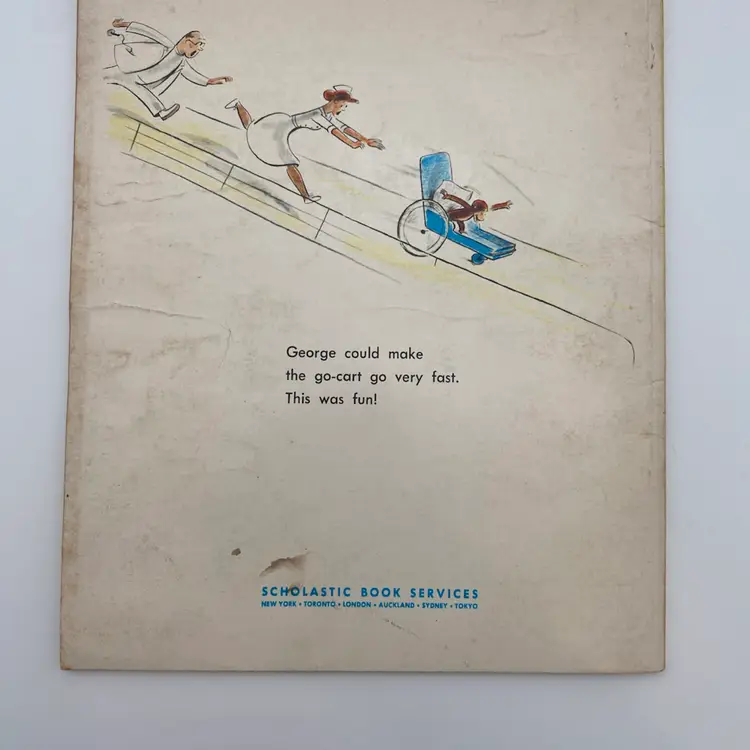 George could make
the go-cart go very fast.
This was fun!
SCHOLASTIC BOOK SERVICES
NEW YORK • TORONTO • LONDON • AUCKLAND • SYDNEY • TOKYO